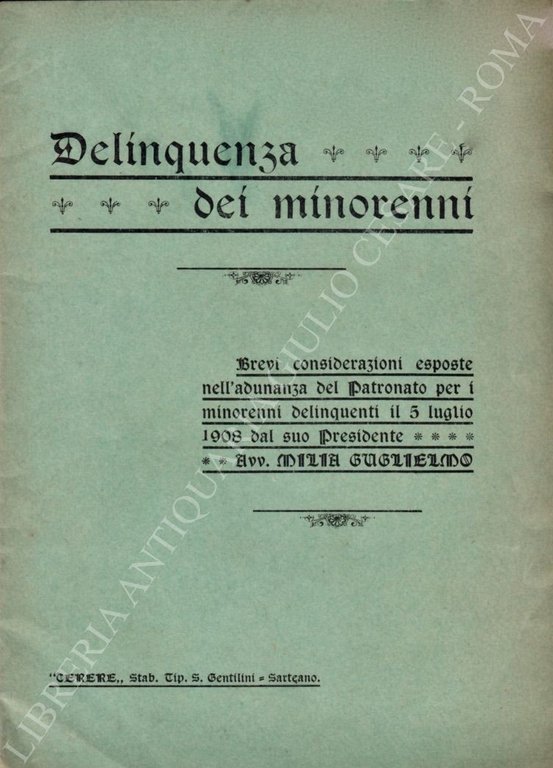 Delinquenza
dei minorenni
Brevi considerazioni esposte
nell'adunanza del Patronato per i
minorenni delinquenti il 5 luglio
1908 dal suo Presidente * * * *
* * Avv. MILIA GUGLIELMO
"CERERE,, Stab. Tip. S. Gentilini = Sarteano.
LIBRERIA ANTIQUARIA GIULIO CESARE - ROMA